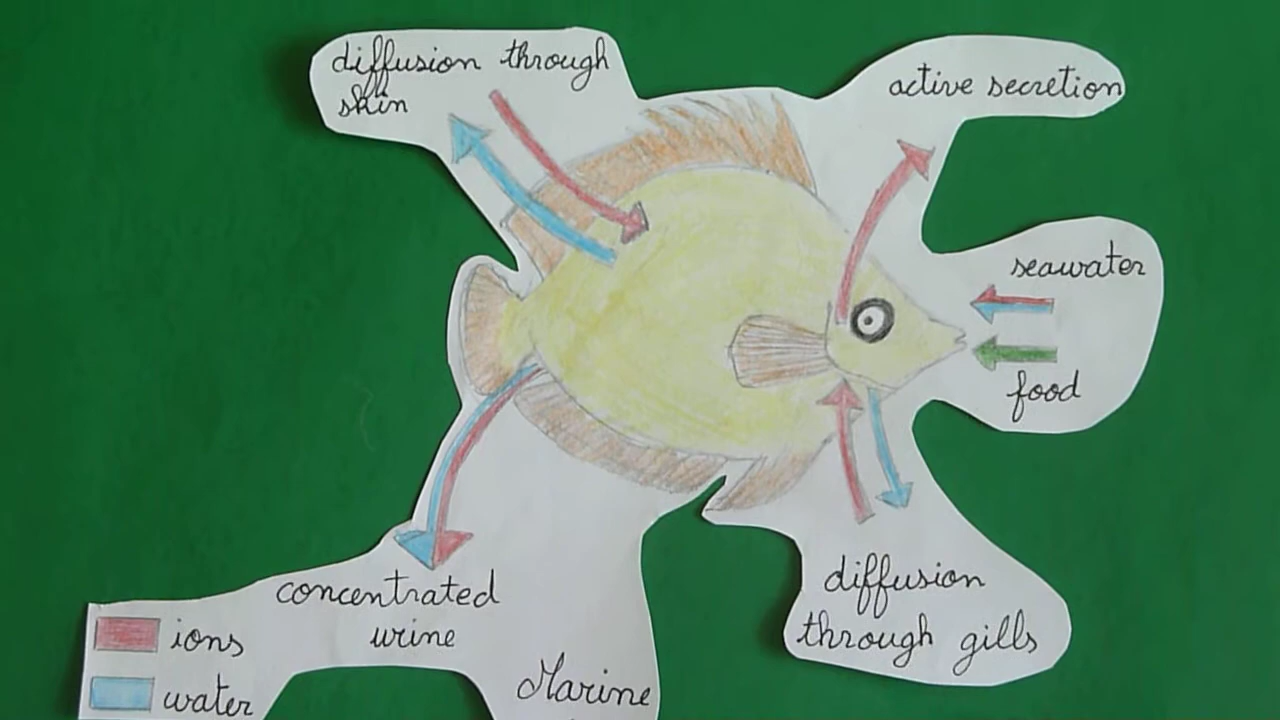 diffusion through
skin
active secretion
seawater
food
diffusion
through gills
concentrated
urine
ions
water
Marine